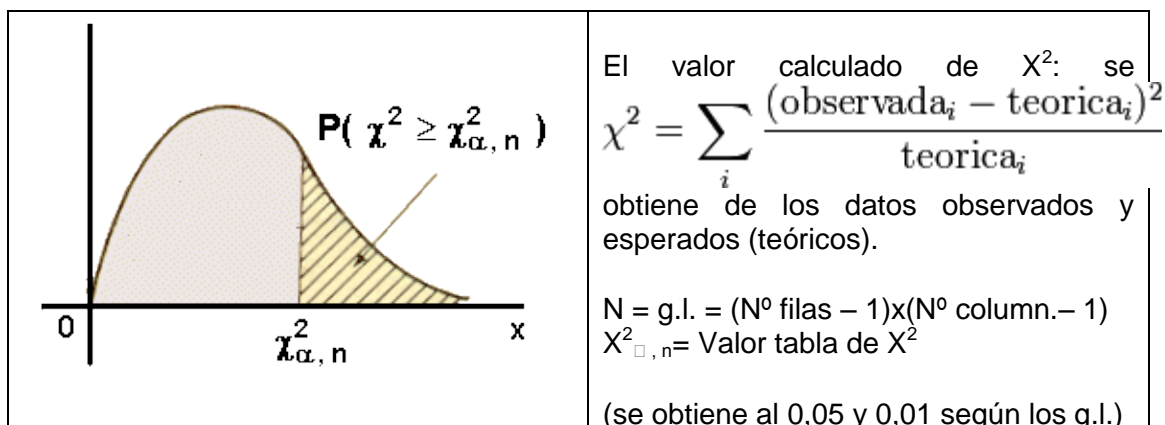 P( χ² ≥ χ²α, n )
0
χ²α, n
x
El valor calculado de X²: se
χ² = ∑i (observadaᵢ − teoricaᵢ)² / teoricaᵢ
obtiene de los datos observados y
esperados (teóricos).
N = g.l. = (Nº filas – 1)x(Nº column.– 1)
X²□ , n= Valor tabla de X²
(se obtiene al 0,05 y 0,01 según los g.l.)